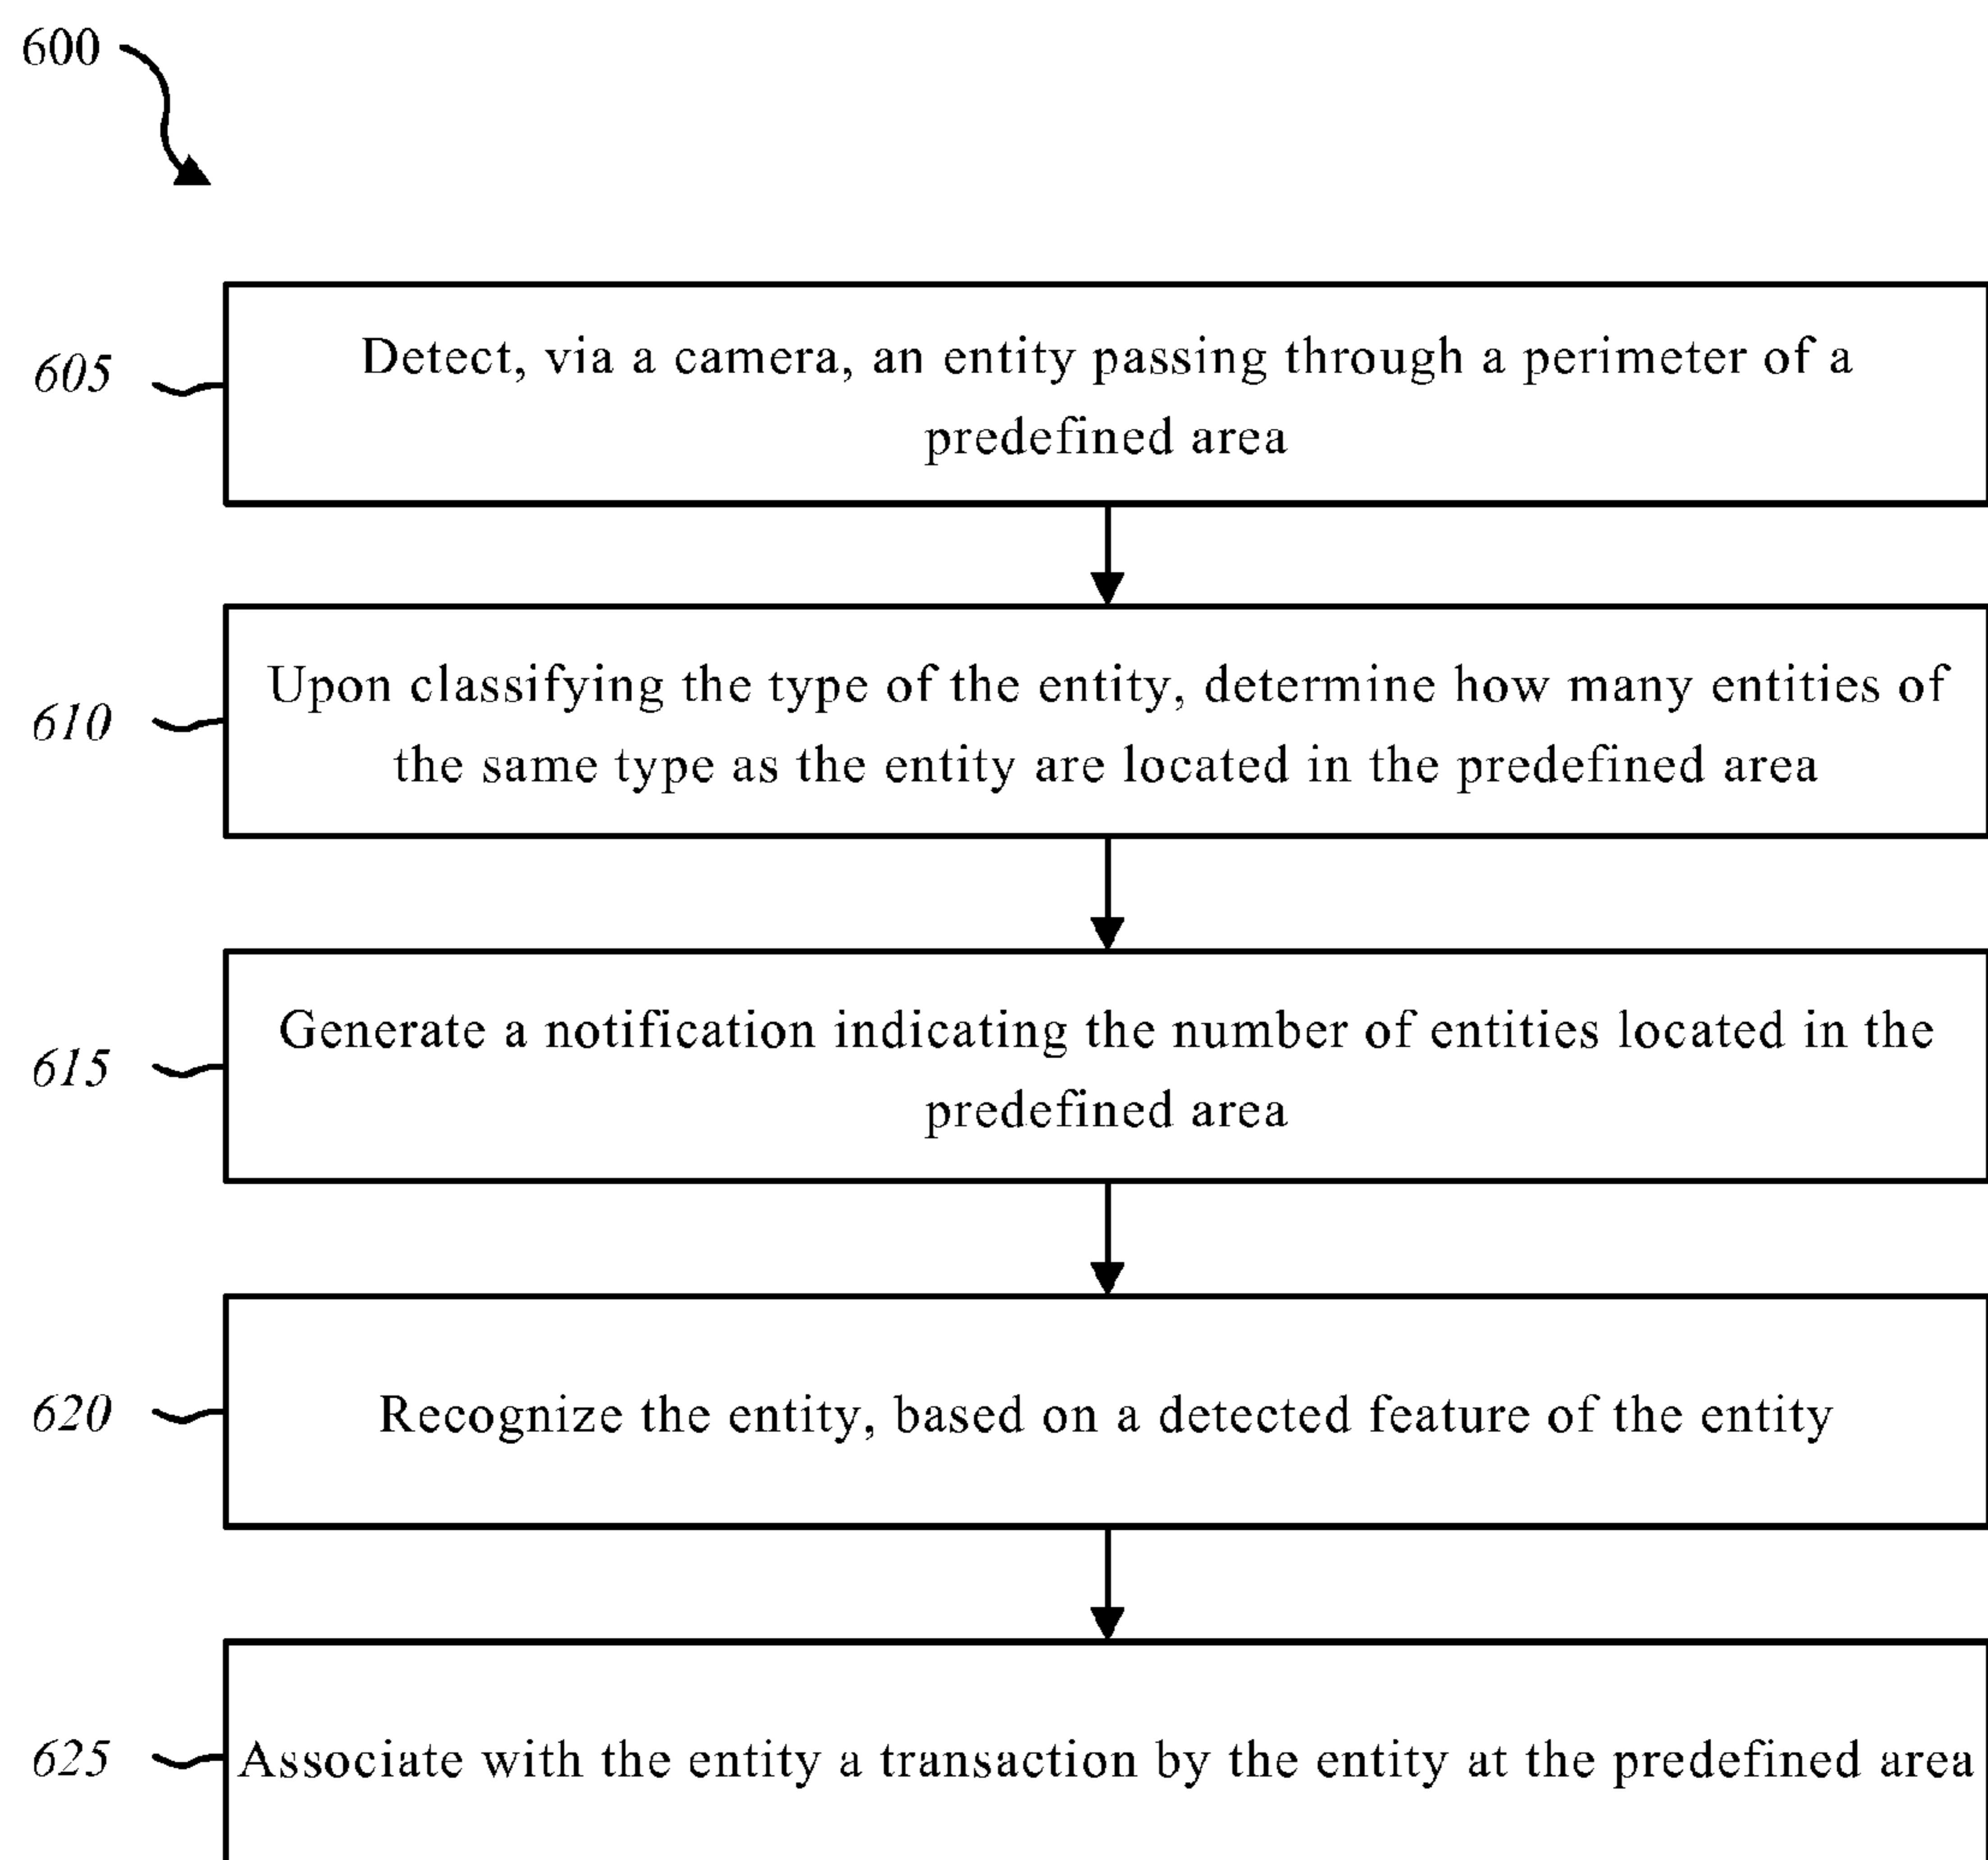 600
605
Detect, via a camera, an entity passing through a perimeter of a
predefined area
610
Upon classifying the type of the entity, determine how many entities of
the same type as the entity are located in the predefined area
615
Generate a notification indicating the number of entities located in the
predefined area
620
Recognize the entity, based on a detected feature of the entity
625
Associate with the entity a transaction by the entity at the predefined area